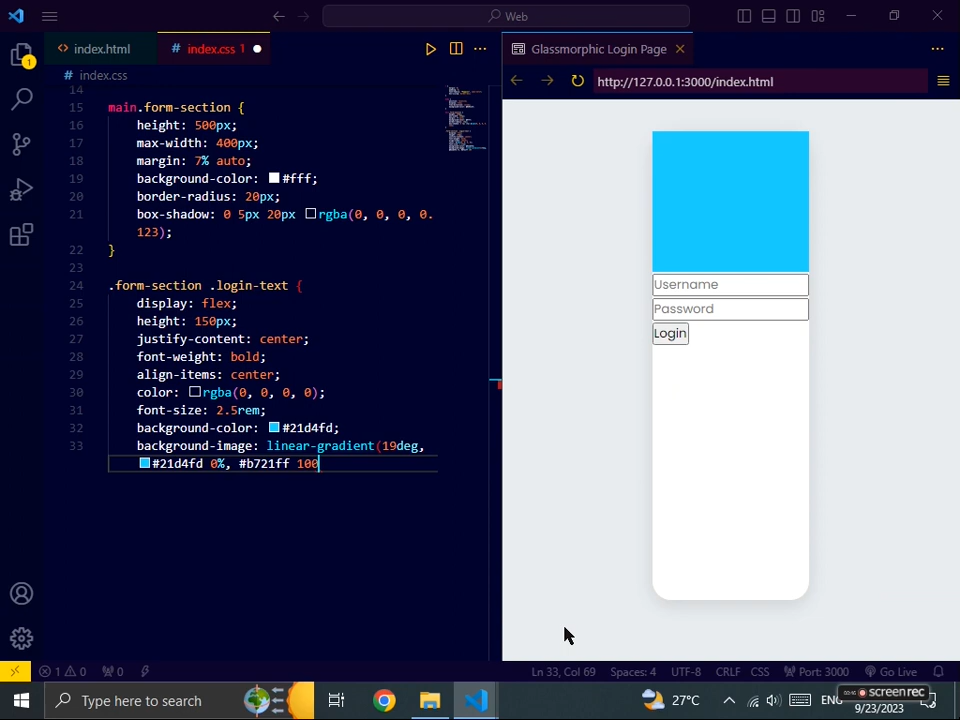 Web
index.html
# index.css 1
Glassmorphic Login Page
# index.css
http://127.0.0.1:3000/index.html
14
15 main.form-section {
16 height: 500px;
17 max-width: 400px;
18 margin: 7% auto;
19 background-color: #fff;
20 border-radius: 20px;
21 box-shadow: 0 5px 20px rgba(0, 0, 0, 0.
123);
22 }
23
24 .form-section .login-text {
25 display: flex;
26 height: 150px;
27 justify-content: center;
28 font-weight: bold;
29 align-items: center;
30 color: rgba(0, 0, 0, 0);
31 font-size: 2.5rem;
32 background-color: #21d4fd;
33 background-image: linear-gradient(19deg,
#21d4fd 0%, #b721ff 100
Username
Password
Login
1 0 0 Ln 33, Col 69 Spaces: 4 UTF-8 CRLF CSS Port: 3000 Go Live
Type here to search
27°C
screenrec
9/23/2023